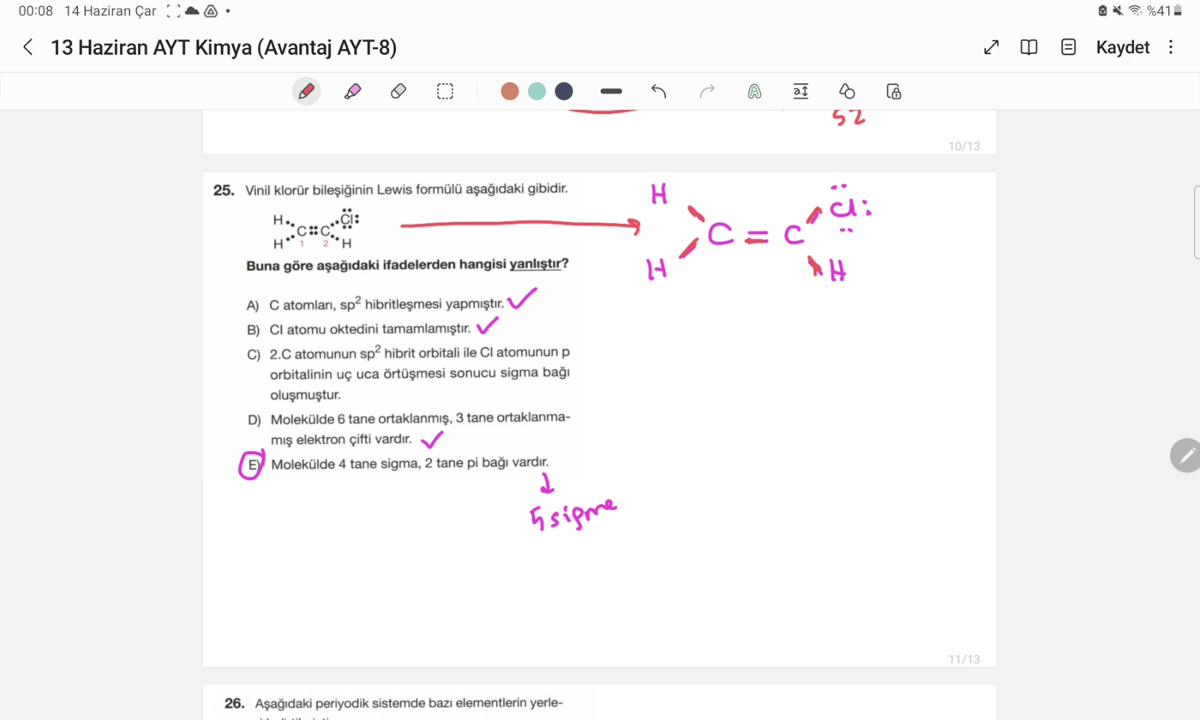 00:08 14 Haziran Çar
%41
13 Haziran AYT Kimya (Avantaj AYT-8)
Kaydet
52
10/13
25. Vinil klorür bileşiğinin Lewis formülü aşağıdaki gibidir.
H Cl
C C
H 1 2 H
H Cl
C = C
H H
Buna göre aşağıdaki ifadelerden hangisi yanlıştır?
A) C atomları, sp² hibritleşmesi yapmıştır.
B) Cl atomu oktedini tamamlamıştır.
C) 2.C atomunun sp² hibrit orbitali ile Cl atomunun p
orbitalinin uç uca örtüşmesi sonucu sigma bağı
oluşmuştur.
D) Molekülde 6 tane ortaklanmış, 3 tane ortaklanma-
mış elektron çifti vardır.
E) Molekülde 4 tane sigma, 2 tane pi bağı vardır.
5 sigma
11/13
26. Aşağıdaki periyodik sistemde bazı elementlerin yerle-